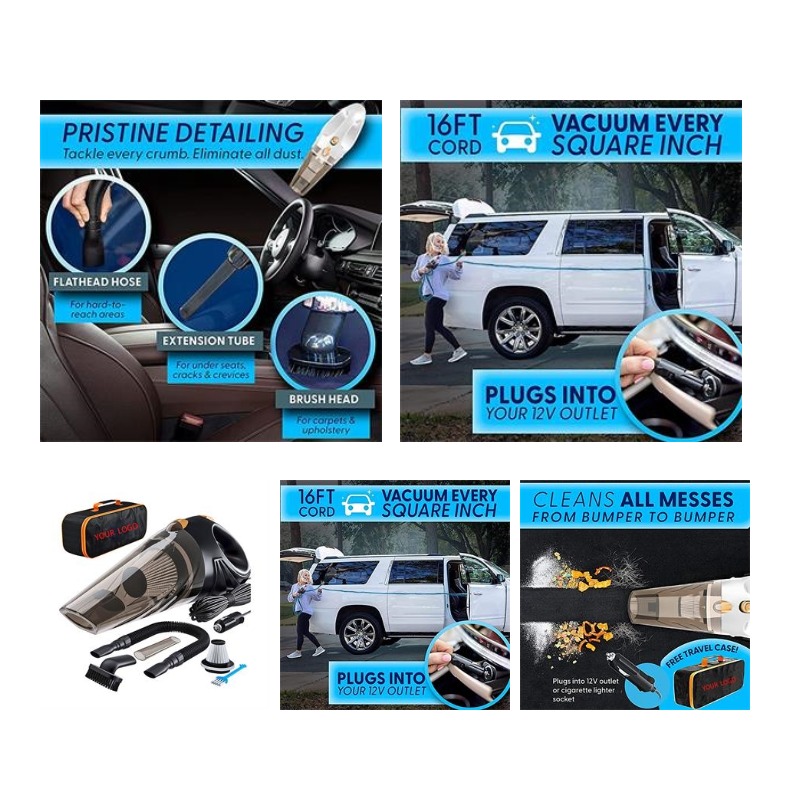 PRISTINE DETAILING
Tackle every crumb. Eliminate all dust.
FLATHEAD HOSE
For hard-to-
reach areas
EXTENSION TUBE
For under seats,
cracks & crevices
BRUSH HEAD
For carpets &
upholstery
16FT
CORD
VACUUM EVERY
SQUARE INCH
PLUGS INTO
YOUR 12V OUTLET
YOUR LOGO
16FT
CORD
VACUUM EVERY
SQUARE INCH
PLUGS INTO
YOUR 12V OUTLET
CLEANS ALL MESSES
FROM BUMPER TO BUMPER
FREE TRAVEL CASE!
Plugs into 12V outlet
or cigarette lighter
socket
YOUR LOGO